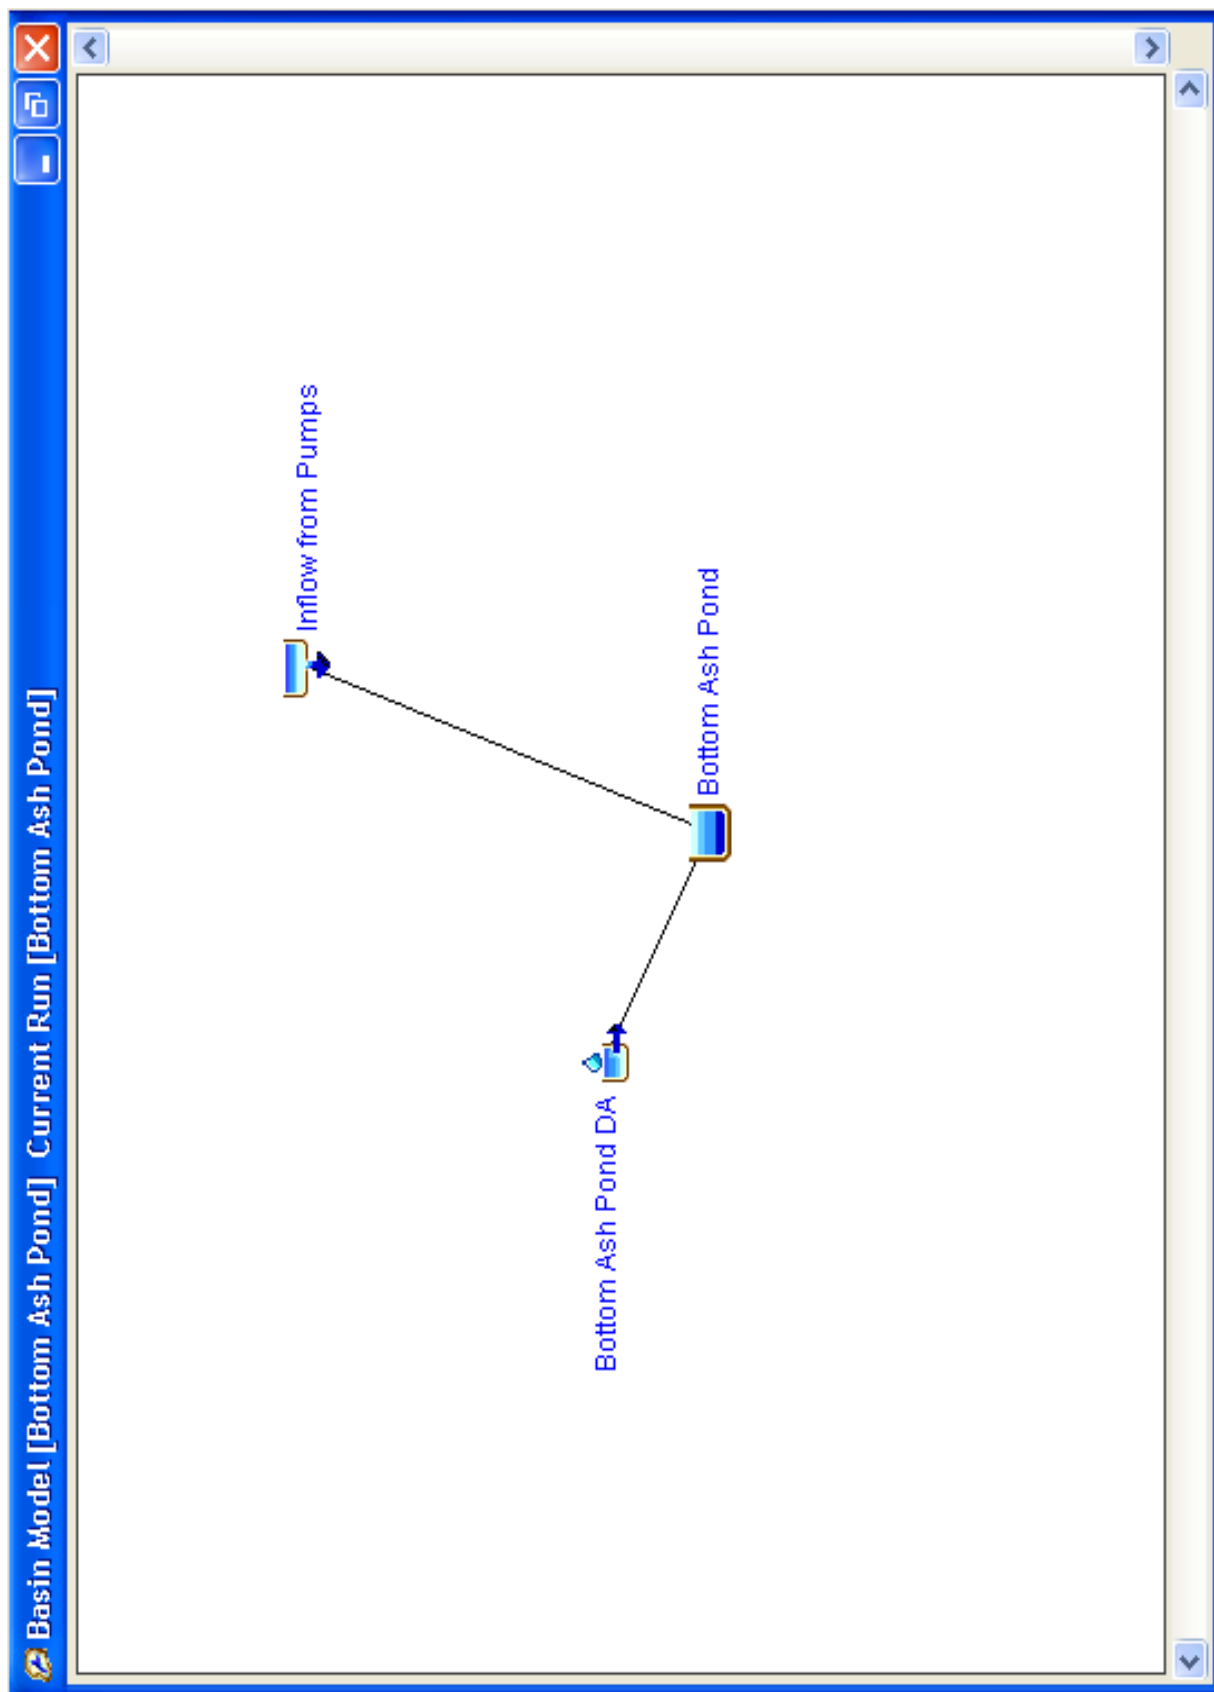 Basin Model [Bottom Ash Pond] Current Run [Bottom Ash Pond]
Inflow from Pumps
Bottom Ash Pond DA
Bottom Ash Pond